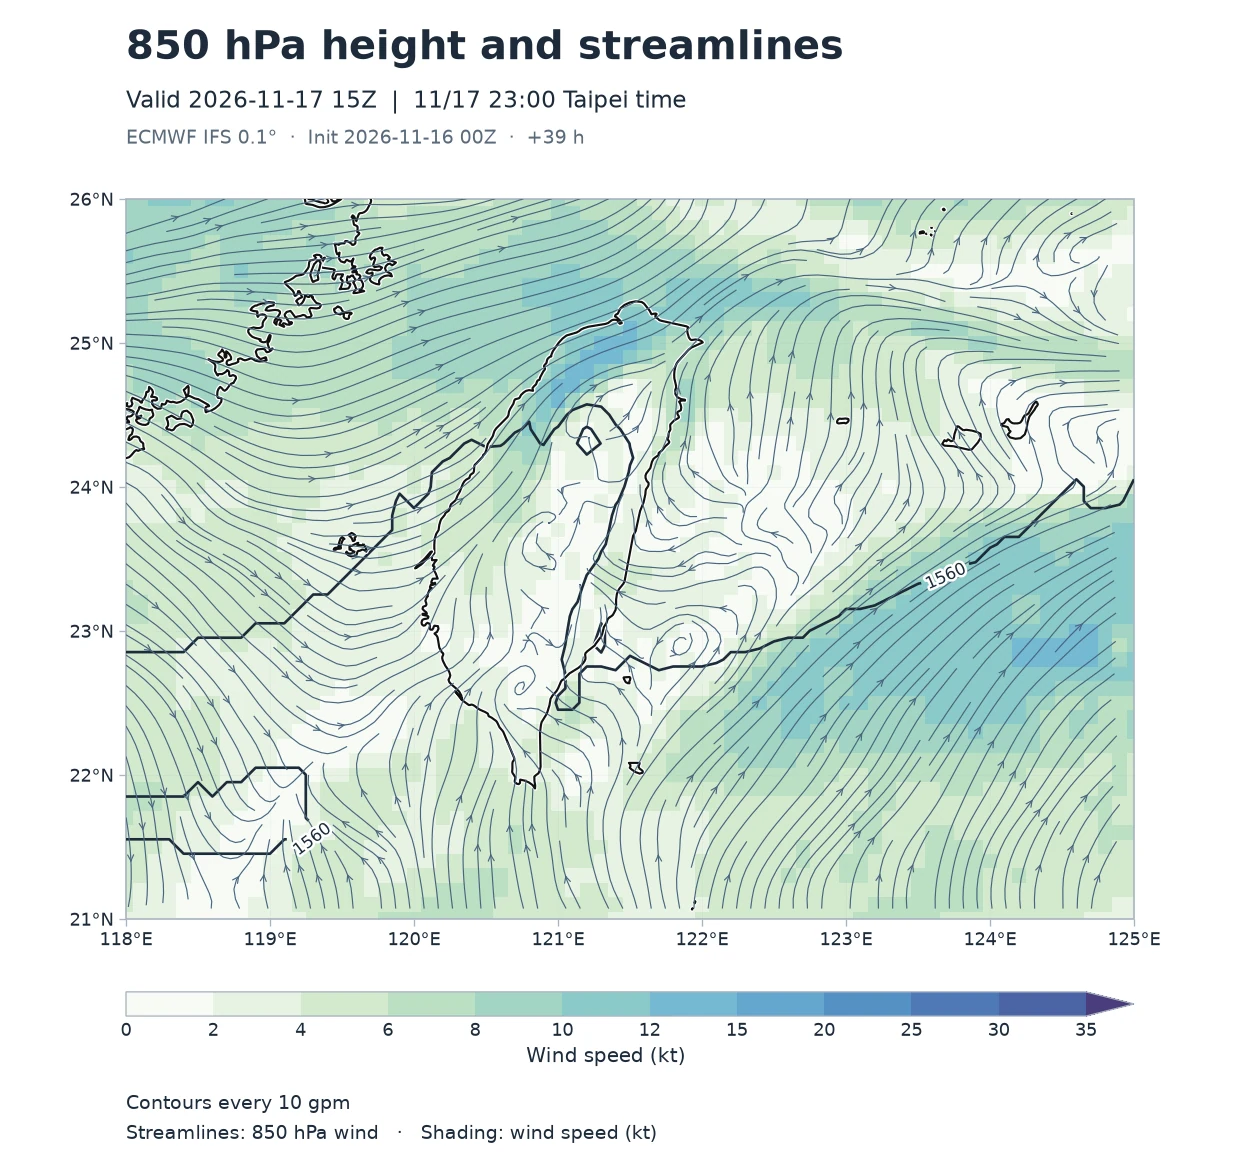 850 hPa height and streamlines
Valid 2026-11-17 15Z | 11/17 23:00 Taipei time
ECMWF IFS 0.1° · Init 2026-11-16 00Z · +39 h
26°N
25°N
24°N
23°N
22°N
21°N
1560
1560
118°E 119°E 120°E 121°E 122°E 123°E 124°E 125°E
0 2 4 6 8 10 12 15 20 25 30 35
Wind speed (kt)
Contours every 10 gpm
Streamlines: 850 hPa wind · Shading: wind speed (kt)